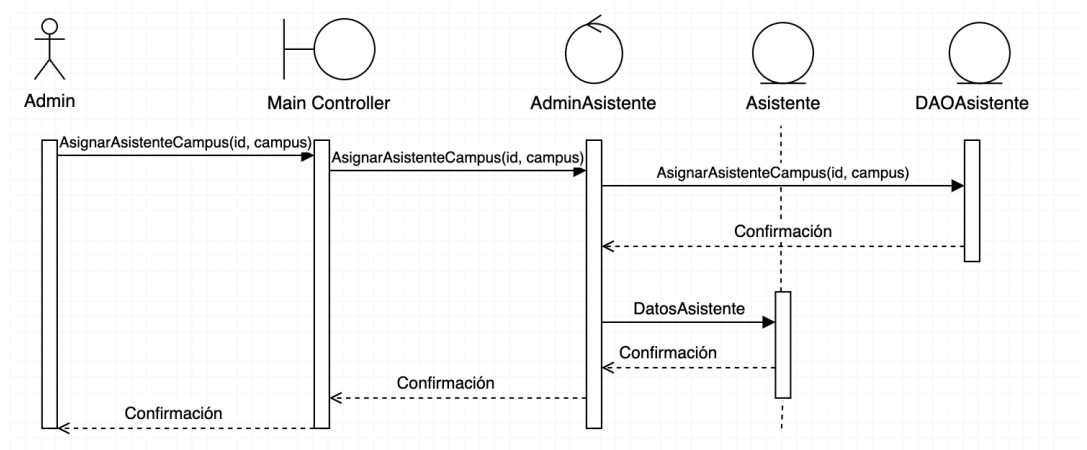 Admin
Main Controller
AdminAsistente
Asistente
DAOAsistente
AsignarAsistenteCampus(id, campus)
AsignarAsistenteCampus(id, campus)
AsignarAsistenteCampus(id, campus)
Confirmación
DatosAsistente
Confirmación
Confirmación
Confirmación